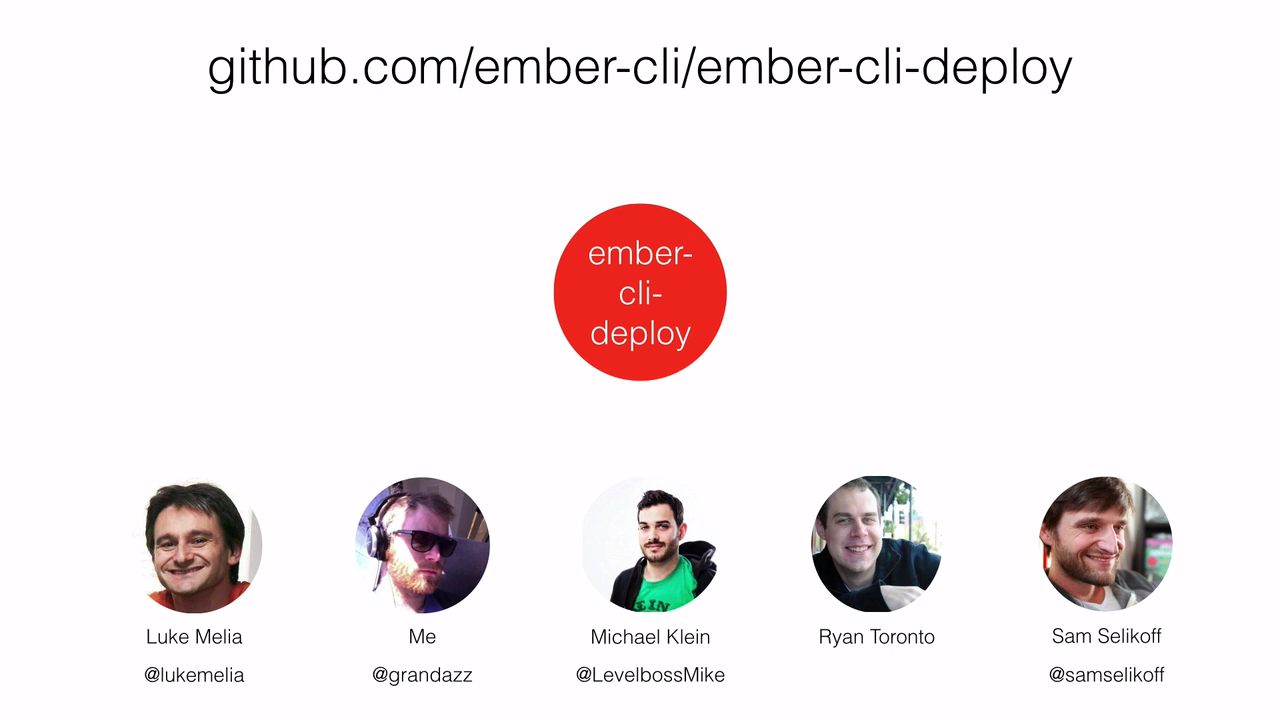 github.com/ember-cli/ember-cli-deploy
ember-
cli-
deploy
Luke Melia
Me
Michael Klein
Ryan Toronto
Sam Selikoff
@lukemelia
@grandazz
@LevelbossMike
@samselikoff